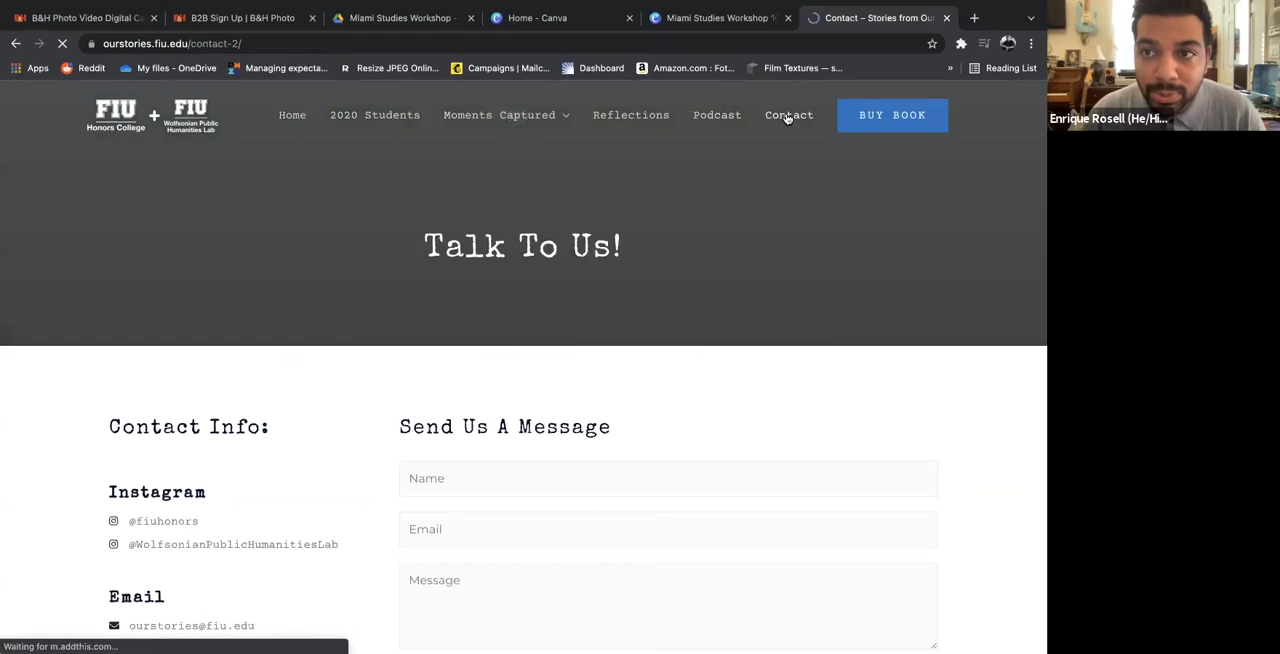 B&H Photo Video Digital Ca
B2B Sign Up | B&H Photo
Miami Studies Workshop -
Home - Canva
Miami Studies Workshop 10
Contact – Stories from Our
ourstories.fiu.edu/contact-2/
Apps
Reddit
My files - OneDrive
Managing expecta...
Resize JPEG Onlin...
Campaigns | Mailc...
Dashboard
Amazon.com : Fot...
Film Textures — s...
»
Reading List
FIU
Honors College
+
FIU
Wolfsonian Public
Humanities Lab
Home
2020 Students
Moments Captured
Reflections
Podcast
Contact
BUY BOOK
Enrique Rosell (He/Hi...
Talk To Us!
Contact Info:
Send Us A Message
Name
Instagram
@fiuhonors
@WolfsonianPublicHumanitiesLab
Email
Message
Email
ourstories@fiu.edu
Waiting for m.addthis.com...